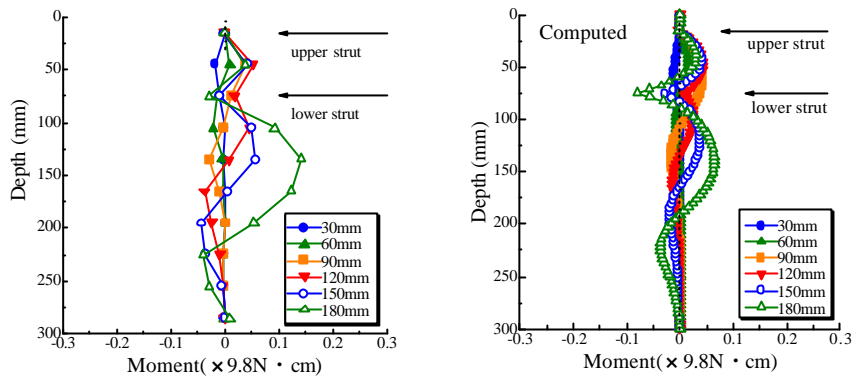 0
50
100
150
200
250
300
Depth (mm)
upper strut
lower strut
30mm
60mm
90mm
120mm
150mm
180mm
-0.3 -0.2 -0.1 0 0.1 0.2 0.3
Moment(×9.8N・cm)
0
50
100
150
200
250
300
Depth (mm)
Computed
upper strut
lower strut
30mm
60mm
90mm
120mm
150mm
180mm
-0.3 -0.2 -0.1 0 0.1 0.2 0.3
Moment(×9.8N・cm)